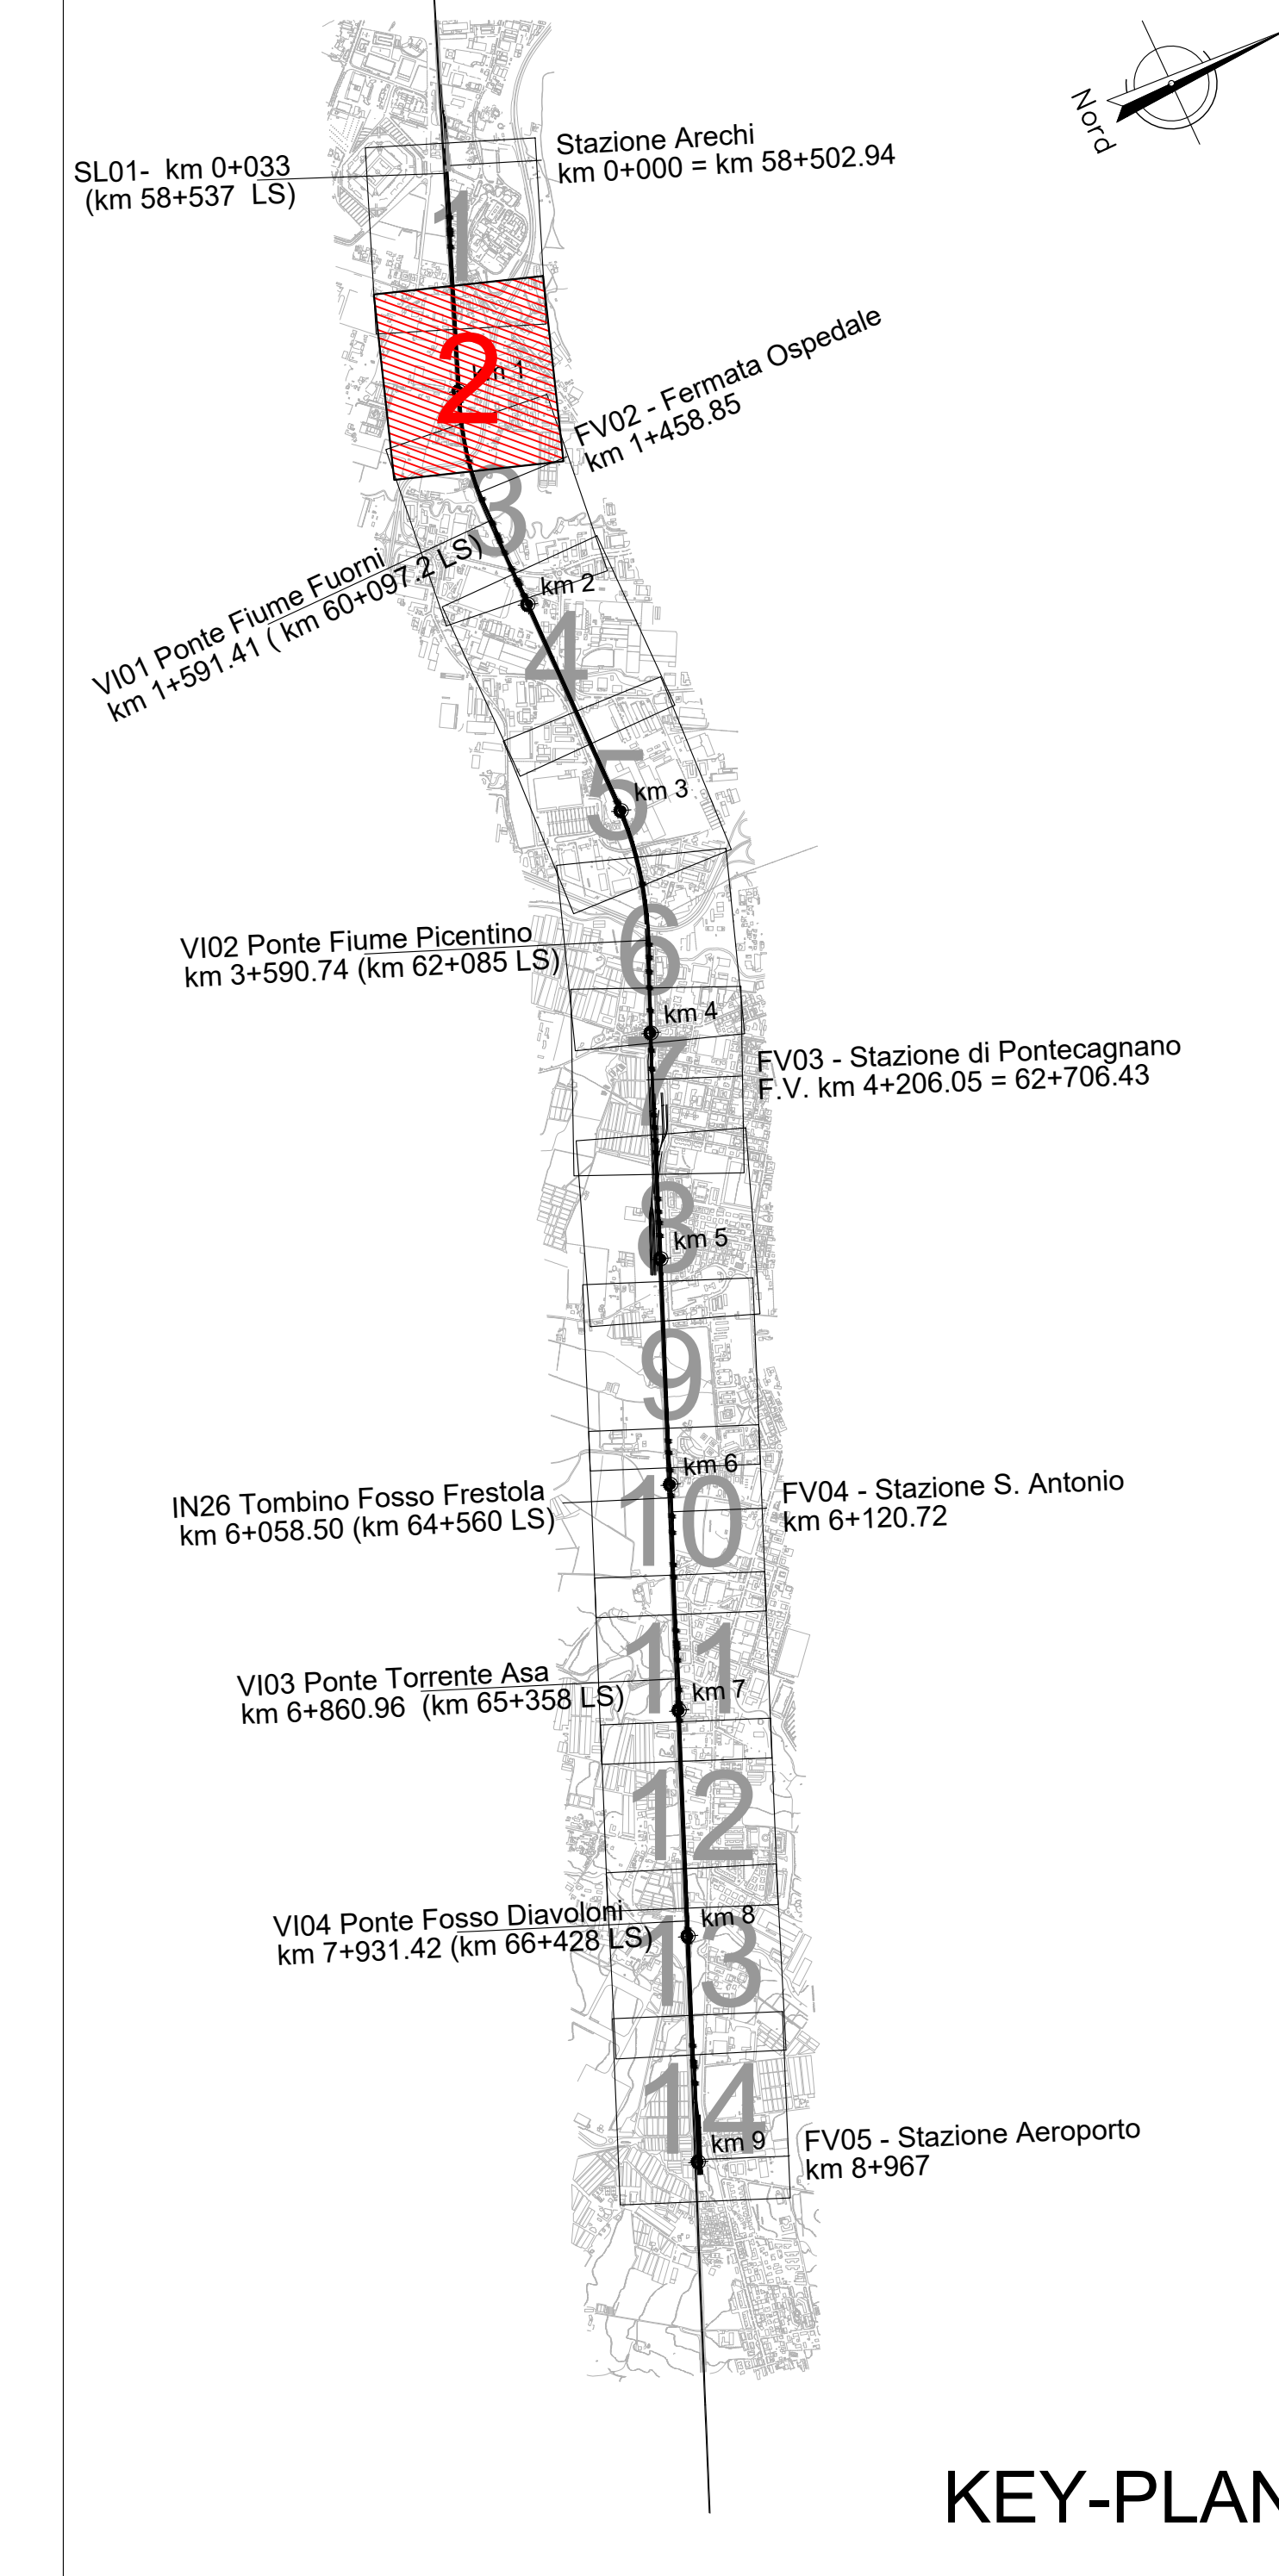 Nord
Stazione Arechi
km 0+000 = km 58+502.94
SL01- km 0+033
(km 58+537 LS)
1
2
km 1
FV02 - Fermata Ospedale
km 1+458.85
3
VI01 Ponte Fiume Fuorni
km 1+591.41 ( km 60+097.2 LS)
km 2
4
5
km 3
6
VI02 Ponte Fiume Picentino
km 3+590.74 (km 62+085 LS)
km 4
7
FV03 - Stazione di Pontecagnano
F.V. km 4+206.05 = 62+706.43
8
km 5
9
km 6
10
IN26 Tombino Fosso Frestola
km 6+058.50 (km 64+560 LS)
FV04 - Stazione S. Antonio
km 6+120.72
11
VI03 Ponte Torrente Asa
km 6+860.96 (km 65+358 LS)
km 7
12
VI04 Ponte Fosso Diavoloni
km 7+931.42 (km 66+428 LS)
km 8
13
14
km 9
FV05 - Stazione Aeroporto
km 8+967
KEY-PLAN